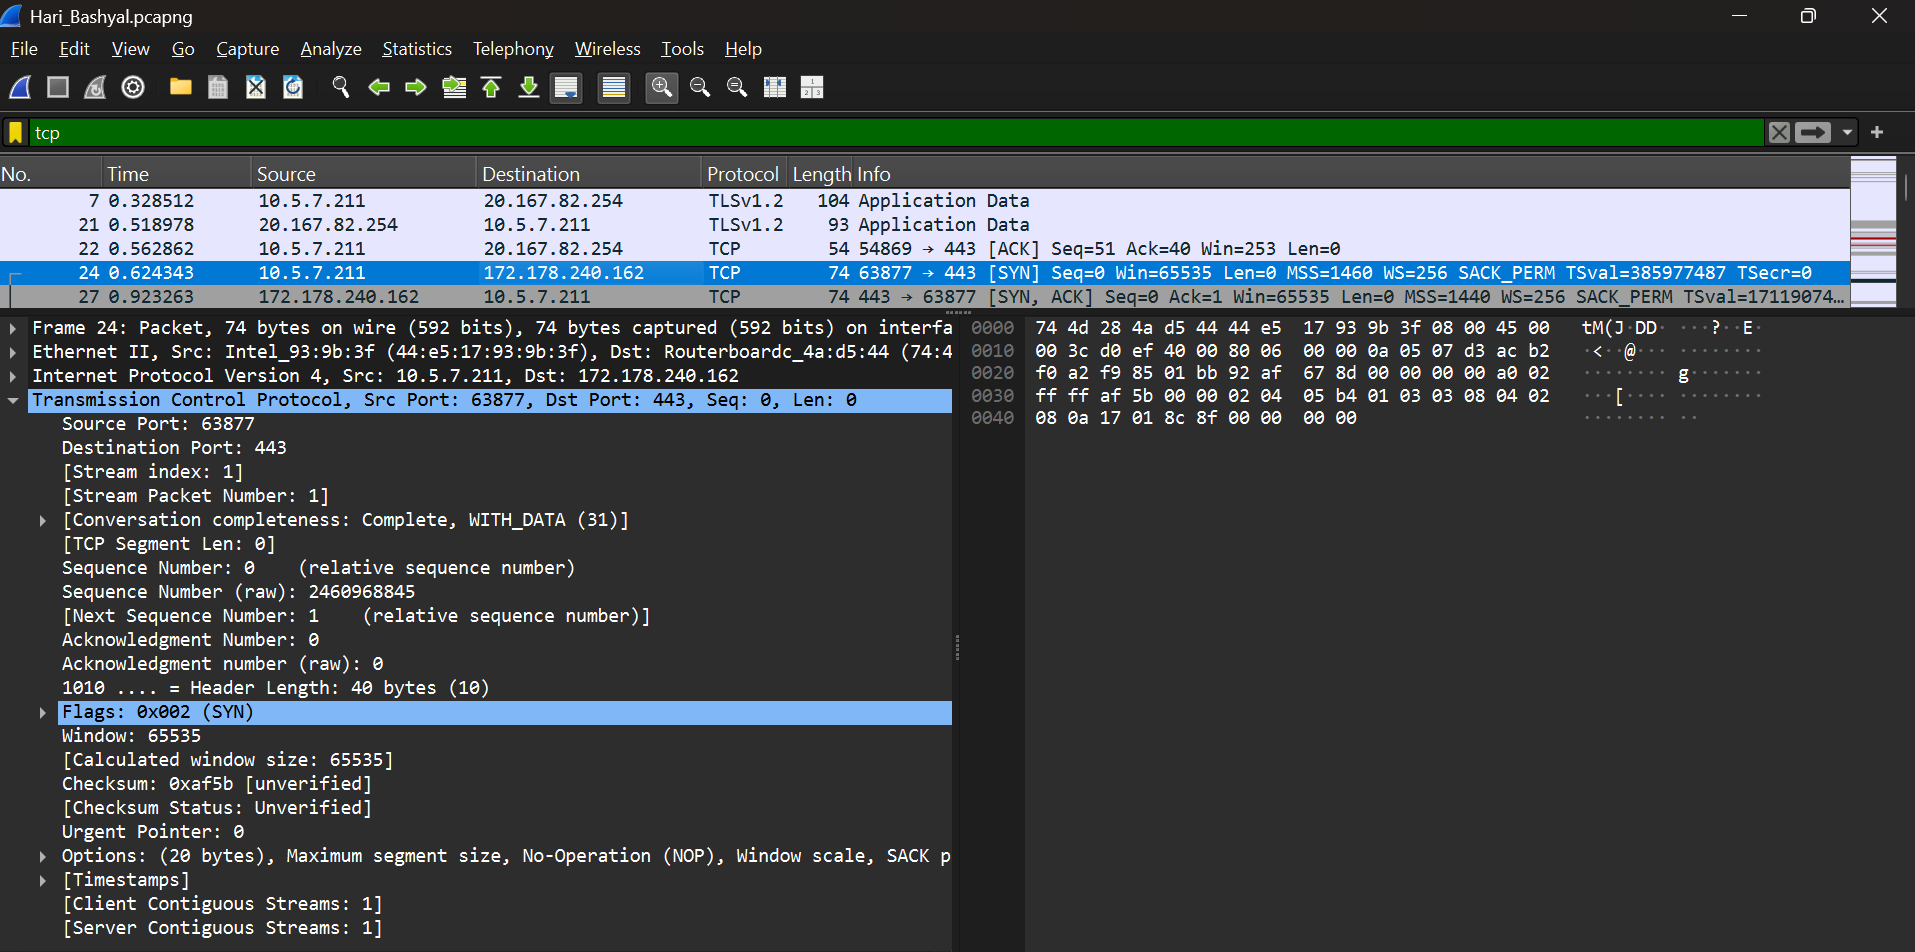 Hari_Bashyal.pcapng
File Edit View Go Capture Analyze Statistics Telephony Wireless Tools Help
tcp
No. Time Source Destination Protocol Length Info
7 0.328512 10.5.7.211 20.167.82.254 TLSv1.2 104 Application Data
21 0.518978 20.167.82.254 10.5.7.211 TLSv1.2 93 Application Data
22 0.562862 10.5.7.211 20.167.82.254 TCP 54 54869 → 443 [ACK] Seq=51 Ack=40 Win=253 Len=0
24 0.624343 10.5.7.211 172.178.240.162 TCP 74 63877 → 443 [SYN] Seq=0 Win=65535 Len=0 MSS=1460 WS=256 SACK_PERM TSval=385977487 TSecr=0
27 0.923263 172.178.240.162 10.5.7.211 TCP 74 443 → 63877 [SYN, ACK] Seq=0 Ack=1 Win=65535 Len=0 MSS=1440 WS=256 SACK_PERM TSval=17119074…
Frame 24: Packet, 74 bytes on wire (592 bits), 74 bytes captured (592 bits) on interfa
Ethernet II, Src: Intel_93:9b:3f (44:e5:17:93:9b:3f), Dst: Routerboardc_4a:d5:44 (74:4
Internet Protocol Version 4, Src: 10.5.7.211, Dst: 172.178.240.162
Transmission Control Protocol, Src Port: 63877, Dst Port: 443, Seq: 0, Len: 0
Source Port: 63877
Destination Port: 443
[Stream index: 1]
[Stream Packet Number: 1]
[Conversation completeness: Complete, WITH_DATA (31)]
[TCP Segment Len: 0]
Sequence Number: 0 (relative sequence number)
Sequence Number (raw): 2460968845
[Next Sequence Number: 1 (relative sequence number)]
Acknowledgment Number: 0
Acknowledgment number (raw): 0
1010 .... = Header Length: 40 bytes (10)
Flags: 0x002 (SYN)
Window: 65535
[Calculated window size: 65535]
Checksum: 0xaf5b [unverified]
[Checksum Status: Unverified]
Urgent Pointer: 0
Options: (20 bytes), Maximum segment size, No-Operation (NOP), Window scale, SACK p
[Timestamps]
[Client Contiguous Streams: 1]
[Server Contiguous Streams: 1]
0000 74 4d 28 4a d5 44 44 e5 17 93 9b 3f 08 00 45 00 tM(J·DD· ···?··E·
0010 00 3c d0 ef 40 00 80 06 00 00 0a 05 07 d3 ac b2 ·<··@··· ········
0020 f0 a2 f9 85 01 bb 92 af 67 8d 00 00 00 00 a0 02 ········ g·······
0030 ff ff af 5b 00 00 02 04 05 b4 01 03 03 08 04 02 ···[···· ········
0040 08 0a 17 01 8c 8f 00 00 00 00 ········ ··